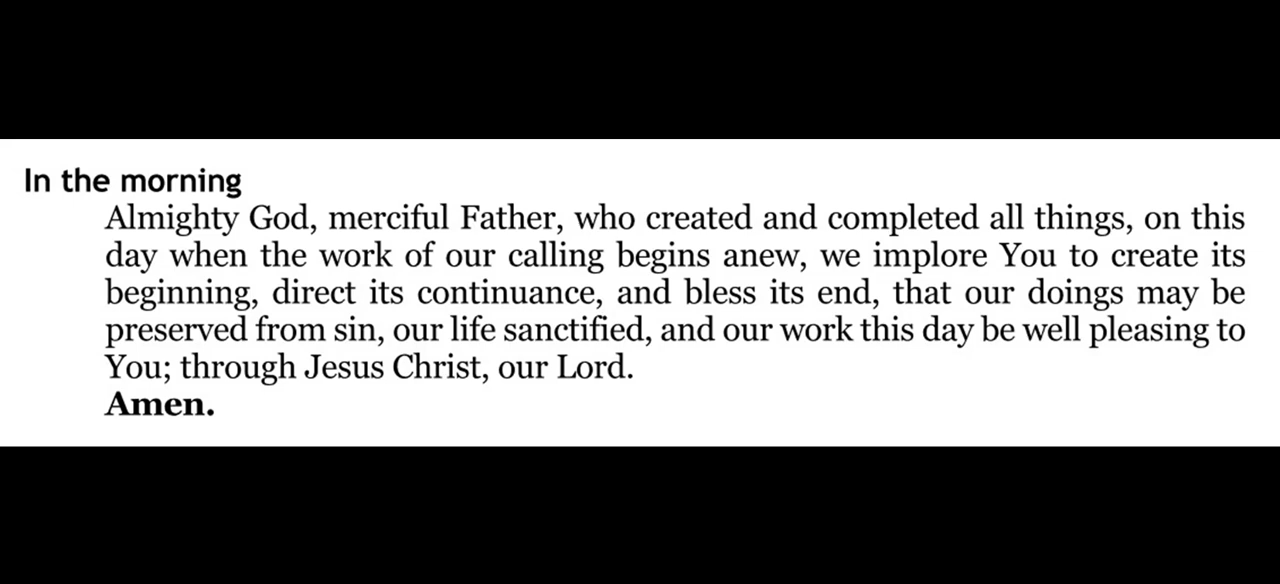 In the morning
Almighty God, merciful Father, who created and completed all things, on this
day when the work of our calling begins anew, we implore You to create its
beginning, direct its continuance, and bless its end, that our doings may be
preserved from sin, our life sanctified, and our work this day be well pleasing to
You; through Jesus Christ, our Lord.
Amen.